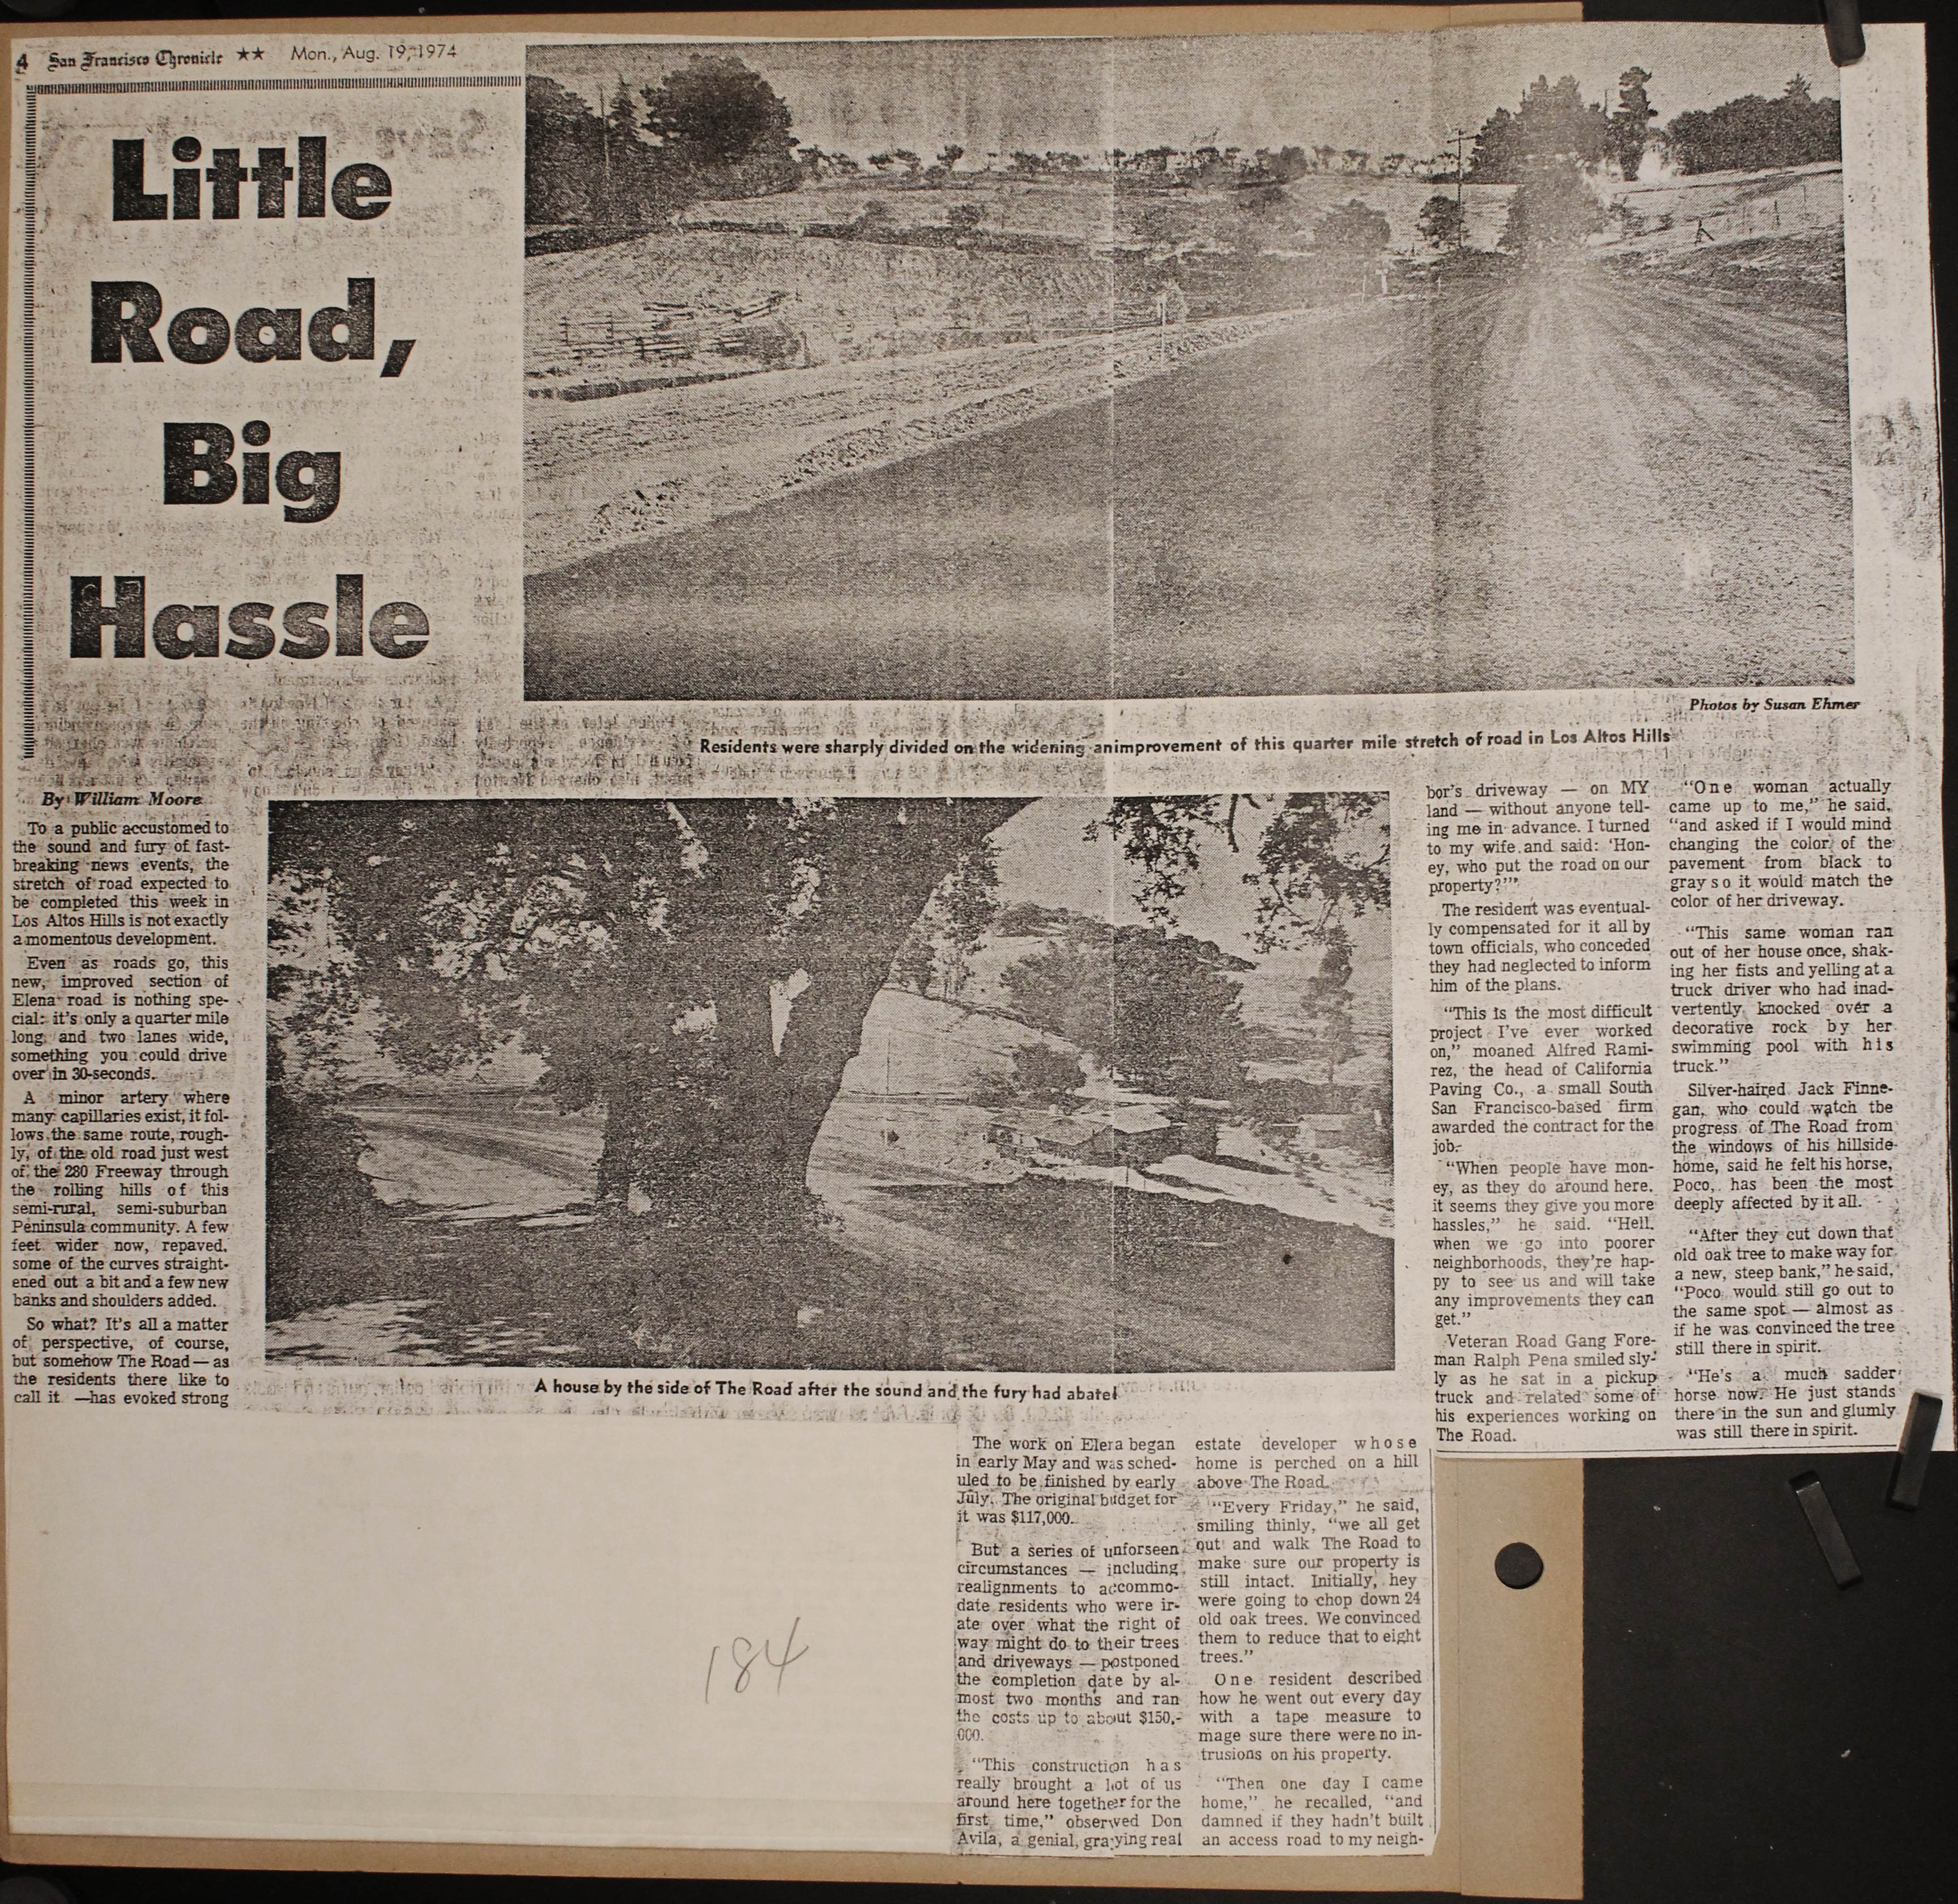 4 San Francisco Chronicle ★★ Mon., Aug. 19, 1974
Little
Road,
Big
Hassle
Photos by Susan Ehmer
Residents were sharply divided on the widening animprovement of this quarter mile stretch of road in Los Altos Hills
By William Moore
To a public accustomed to
the sound and fury of fast-
breaking news events, the
stretch of road expected to
be completed this week in
Los Altos Hills is not exactly
a momentous development.
Even as roads go, this
new, improved section of
Elena road is nothing spe-
cial: it's only a quarter mile
long and two lanes wide,
something you could drive
over in 30-seconds.
A minor artery where
many capillaries exist, it fol-
lows the same route, rough-
ly, of the old road just west
of the 280 Freeway through
the rolling hills of this
semi-rural, semi-suburban
Peninsula community. A few
feet wider now, repaved,
some of the curves straight-
ened out a bit and a few new
banks and shoulders added.
So what? It's all a matter
of perspective, of course,
but somehow The Road — as
the residents there like to
call it —has evoked strong
A house by the side of The Road after the sound and the fury had abatel
The work on Elera began
in early May and was sched-
uled to be finished by early
July. The original budget for
it was $117,000.
But a series of unforseen
circumstances — including
realignments to accommo-
date residents who were ir-
ate over what the right of
way might do to their trees
and driveways — postponed
the completion date by al-
most two months and ran
the costs up to about $150,-
000.
"This construction has
really brought a lot of us
around here together for the
first time," observed Don
Avila, a genial, graying real
estate developer whose
home is perched on a hill
above The Road.
"Every Friday," he said,
smiling thinly, "we all get
out and walk The Road to
make sure our property is
still intact. Initially, hey
were going to chop down 24
old oak trees. We convinced
them to reduce that to eight
trees."
One resident described
how he went out every day
with a tape measure to
mage sure there were no in-
trusions on his property.
"Then one day I came
home," he recalled, "and
damned if they hadn't built
an access road to my neigh-
bor's driveway — on MY
land — without anyone tell-
ing me in advance. I turned
to my wife and said: 'Hon-
ey, who put the road on our
property?'"
The resident was eventual-
ly compensated for it all by
town officials, who conceded
they had neglected to inform
him of the plans.
"This is the most difficult
project I've ever worked
on," moaned Alfred Rami-
rez, the head of California
Paving Co., a small South
San Francisco-based firm
awarded the contract for the
job.
"When people have mon-
ey, as they do around here,
it seems they give you more
hassles," he said. "Hell,
when we go into poorer
neighborhoods, they're hap-
py to see us and will take
any improvements they can
get."
Veteran Road Gang Fore-
man Ralph Pena smiled sly-
ly as he sat in a pickup
truck and related some of
his experiences working on
The Road.
"One woman actually
came up to me," he said,
"and asked if I would mind
changing the color of the
pavement from black to
gray so it would match the
color of her driveway.
"This same woman ran
out of her house once, shak-
ing her fists and yelling at a
truck driver who had inad-
vertently knocked over a
decorative rock by her
swimming pool with his
truck."
Silver-haired Jack Finne-
gan, who could watch tbe
progress of The Road from
the windows of his hillside
home, said he felt his horse,
Poco, has been the most
deeply affected by it all.
"After they cut down that
old oak tree to make way for
a new, steep bank," he said,
"Poco would still go out to
the same spot — almost as
if he was convinced the tree
still there in spirit.
"He's a much sadder
horse now. He just stands
there in the sun and glumly
was still there in spirit.
184